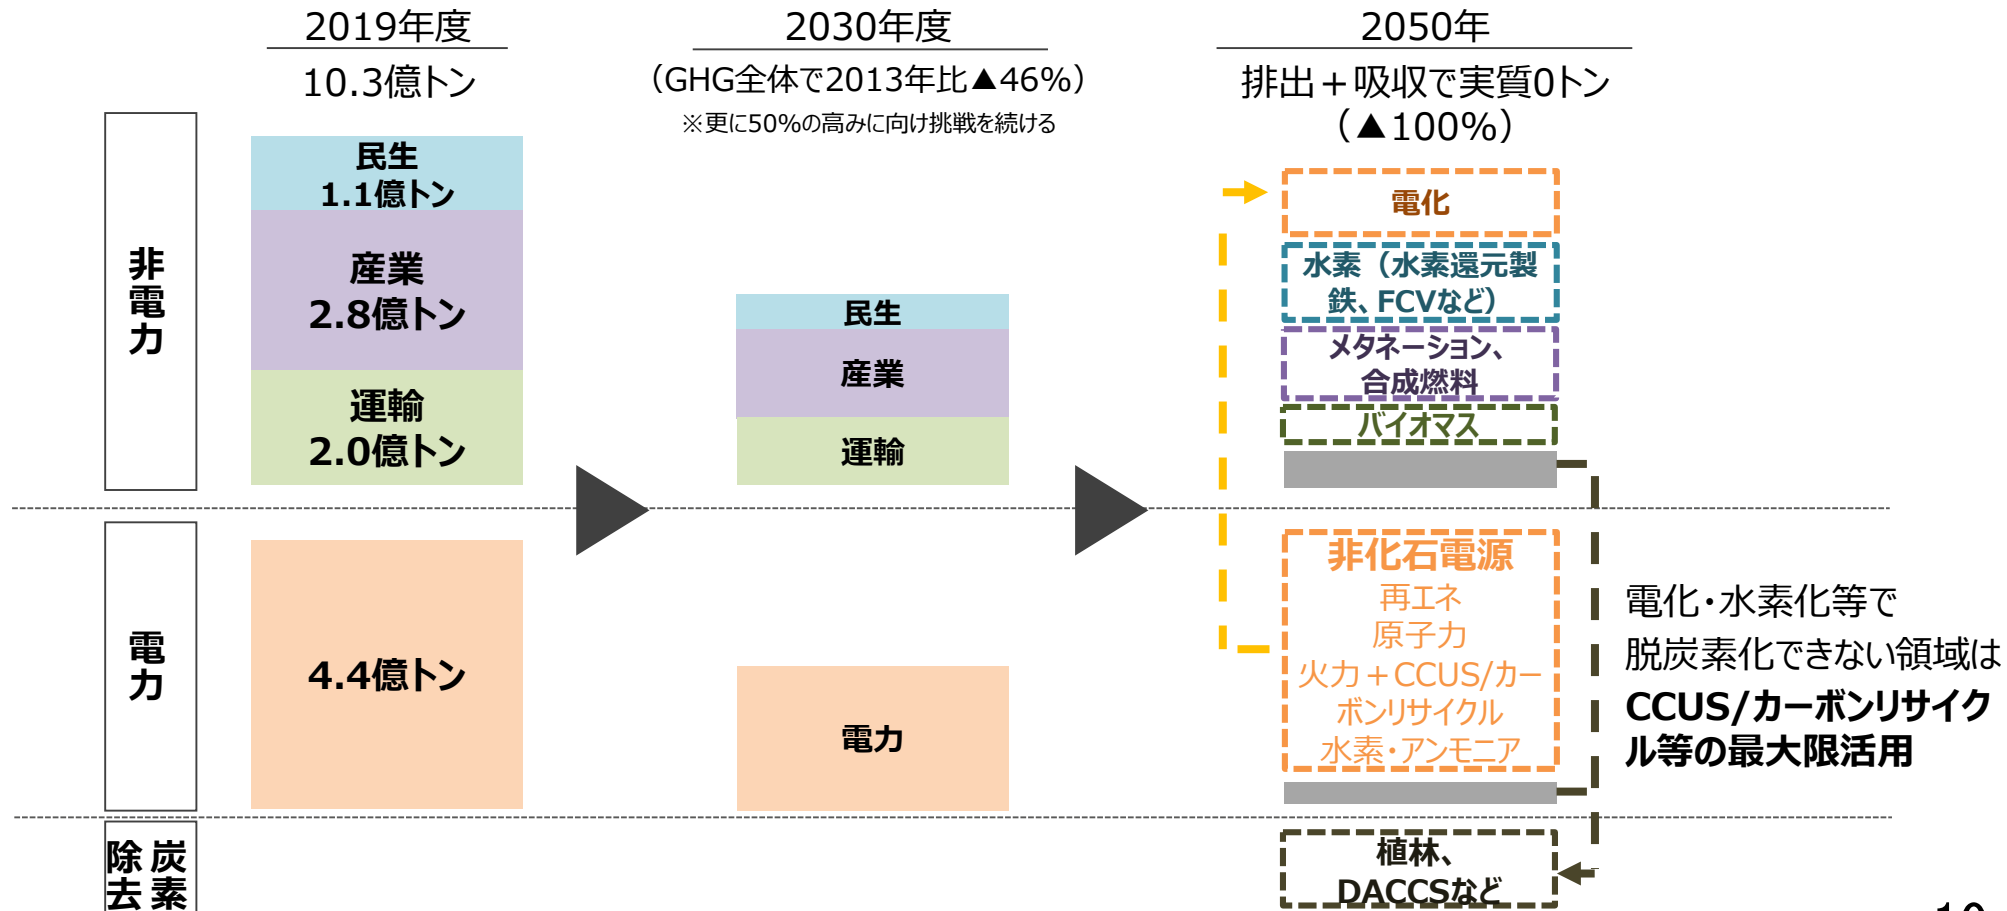 2019年度
10.3億トン
2030年度
（GHG全体で2013年比▲46%）
※更に50%の高みに向け挑戦を続ける
2050年
排出＋吸収で実質0トン
（▲100%）
非電力
民生
1.1億トン
産業
2.8億トン
運輸
2.0億トン
民生
産業
運輸
電化
水素（水素還元製
鉄、FCVなど）
メタネーション、
合成燃料
バイオマス
電力
4.4億トン
電力
非化石電源
再エネ
原子力
火力＋CCUS/カー
ボンリサイクル
水素・アンモニア
電化・水素化等で
脱炭素化できない領域は
CCUS/カーボンリサイク
ル等の最大限活用
炭素
除去
植林、
DACCSなど